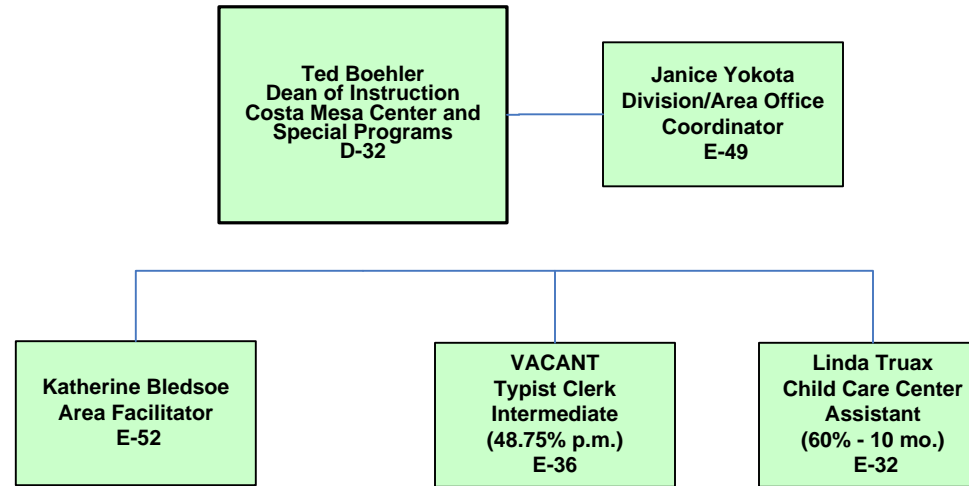 Ted Boehler
Dean of Instruction
Costa Mesa Center and
Special Programs
D-32
Janice Yokota
Division/Area Office
Coordinator
E-49
Katherine Bledsoe
Area Facilitator
E-52
VACANT
Typist Clerk
Intermediate
(48.75% p.m.)
E-36
Linda Truax
Child Care Center
Assistant
(60% - 10 mo.)
E-32